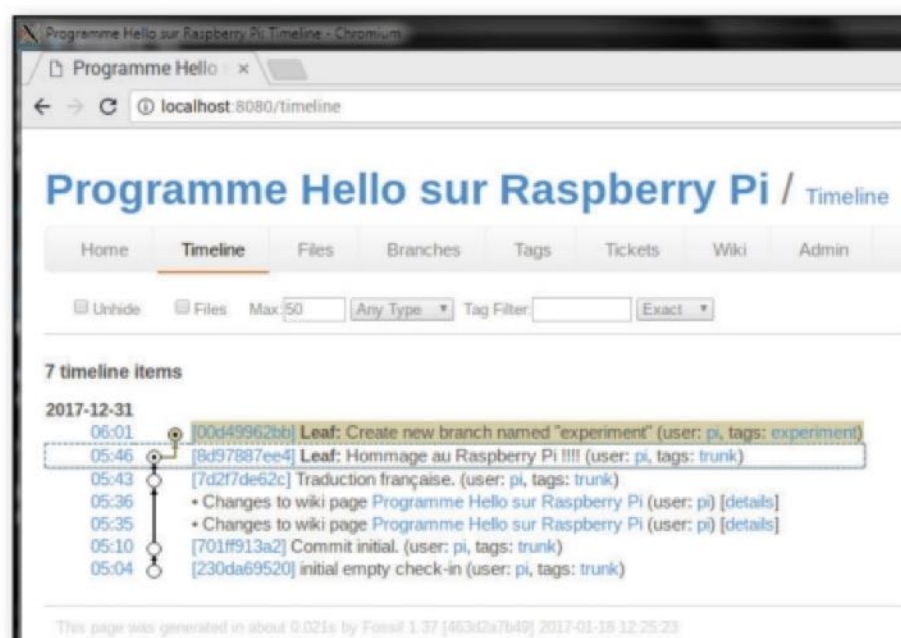 Programme Hello sur Raspberry Pi: Timeline - Chromium
Programme Hello
localhost:8080/timeline
Programme Hello sur Raspberry Pi / Timeline
Home Timeline Files Branches Tags Tickets Wiki Admin
Unhide Files Max: 50 Any Type Tag Filter: Exact
7 timeline items
2017-12-31
06:01 [00d49962bb] Leaf: Create new branch named "experiment" (user: pi, tags: experiment)
05:46 [8d97887ee4] Leaf: Hommage au Raspberry Pi !!!! (user: pi, tags: trunk)
05:43 [7d2f7de62c] Traduction française. (user: pi, tags: trunk)
05:36 • Changes to wiki page Programme Hello sur Raspberry Pi (user: pi) [details]
05:35 • Changes to wiki page Programme Hello sur Raspberry Pi (user: pi) [details]
05:10 [701ff913a2] Commit initial. (user: pi, tags: trunk)
05:04 [230da69520] initial empty check-in (user: pi, tags: trunk)
This page was generated in about 0.021s by Fossil 1.37 [463d2a7b49] 2017-01-16 12:25:23